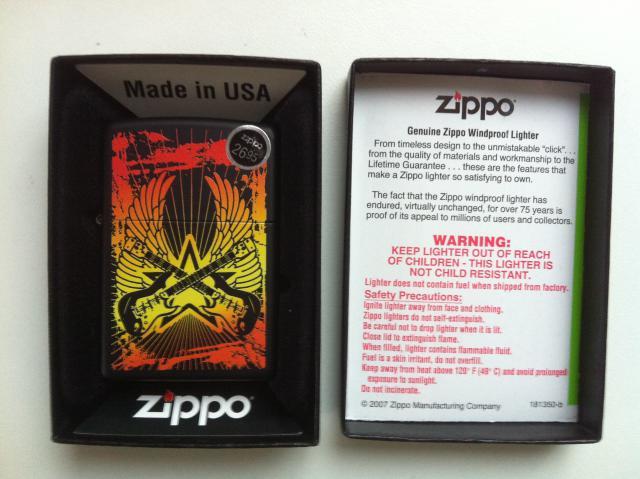 Made in USA
zippo
26.95
zippo
zippo
Genuine Zippo Windproof Lighter
From timeless design to the unmistakable "click". . .
from the quality of materials and workmanship to the
Lifetime Guarantee . . . these are the features that
make a Zippo lighter so satisfying to own.
The fact that the Zippo windproof lighter has
endured, virtually unchanged, for over 75 years is
proof of its appeal to millions of users and collectors.
WARNING:
KEEP LIGHTER OUT OF REACH
OF CHILDREN - THIS LIGHTER IS
NOT CHILD RESISTANT.
Lighter does not contain fuel when shipped from factory.
Safety Precautions:
Ignite lighter away from face and clothing.
Zippo lighters do not self-extinguish.
Be careful not to drop lighter when it is lit.
Close lid to extinguish flame.
When filled, lighter contains flammable fluid.
Fuel is a skin irritant, do not overfill.
Keep away from heat above 120° F (49° C) and avoid prolonged
exposure to sunlight.
Do not incinerate.
© 2007 Zippo Manufacturing Company 181350-b